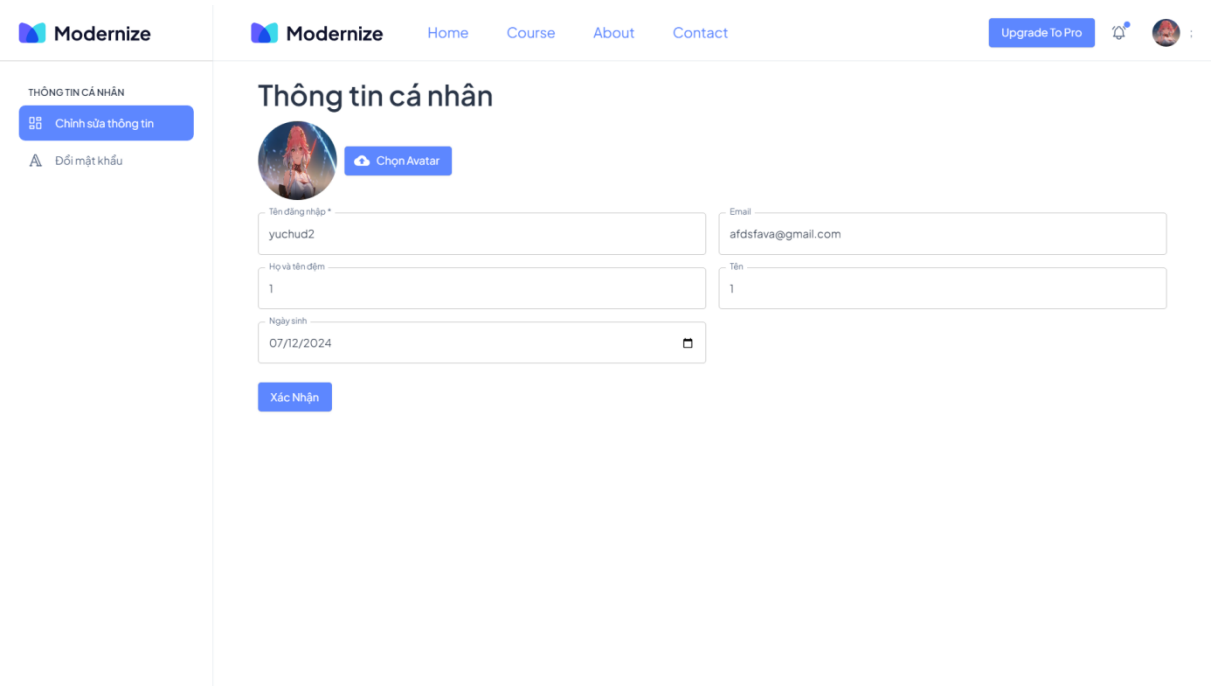 Modernize
Modernize
Home
Course
About
Contact
Upgrade To Pro
THÔNG TIN CÁ NHÂN
Chỉnh sửa thông tin
Đổi mật khẩu
Thông tin cá nhân
Chọn Avatar
Tên đăng nhập *
yuchud2
Email
afdsfava@gmail.com
Họ và tên đệm
1
Tên
1
Ngày sinh
07/12/2024
Xác Nhận